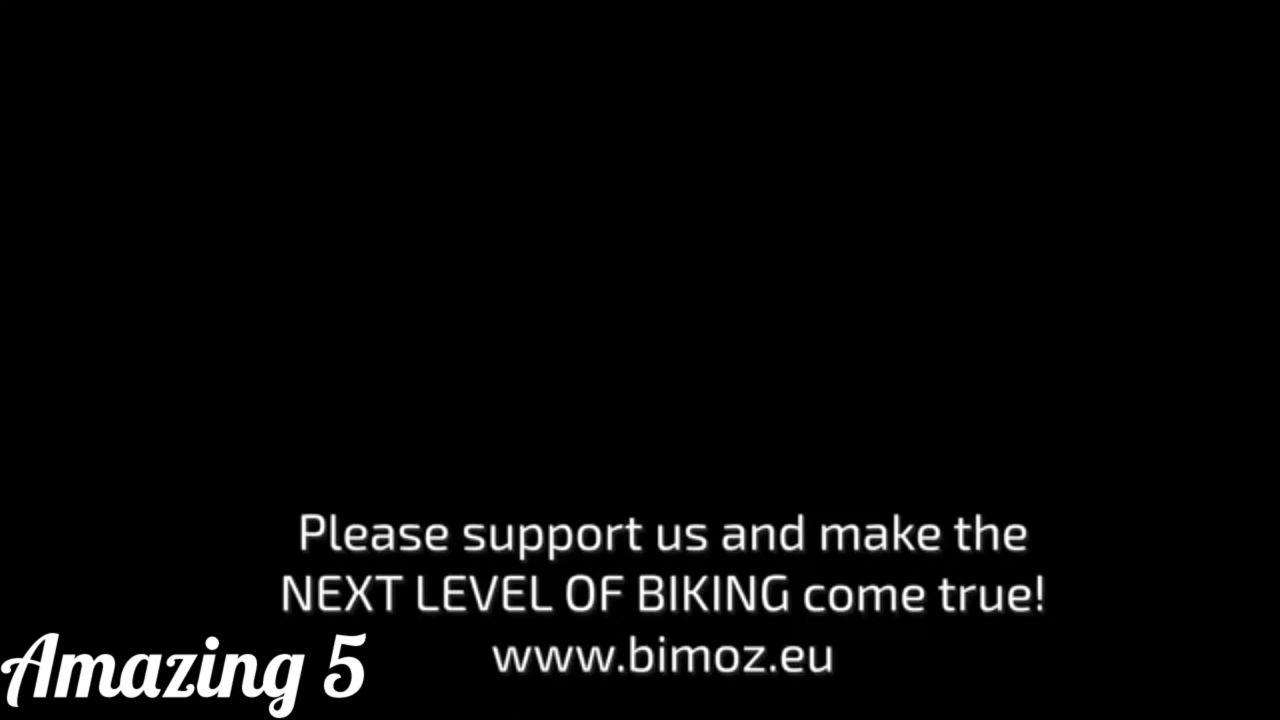 Please support us and make the
NEXT LEVEL OF BIKING come true!
www.bimoz.eu
Amazing 5